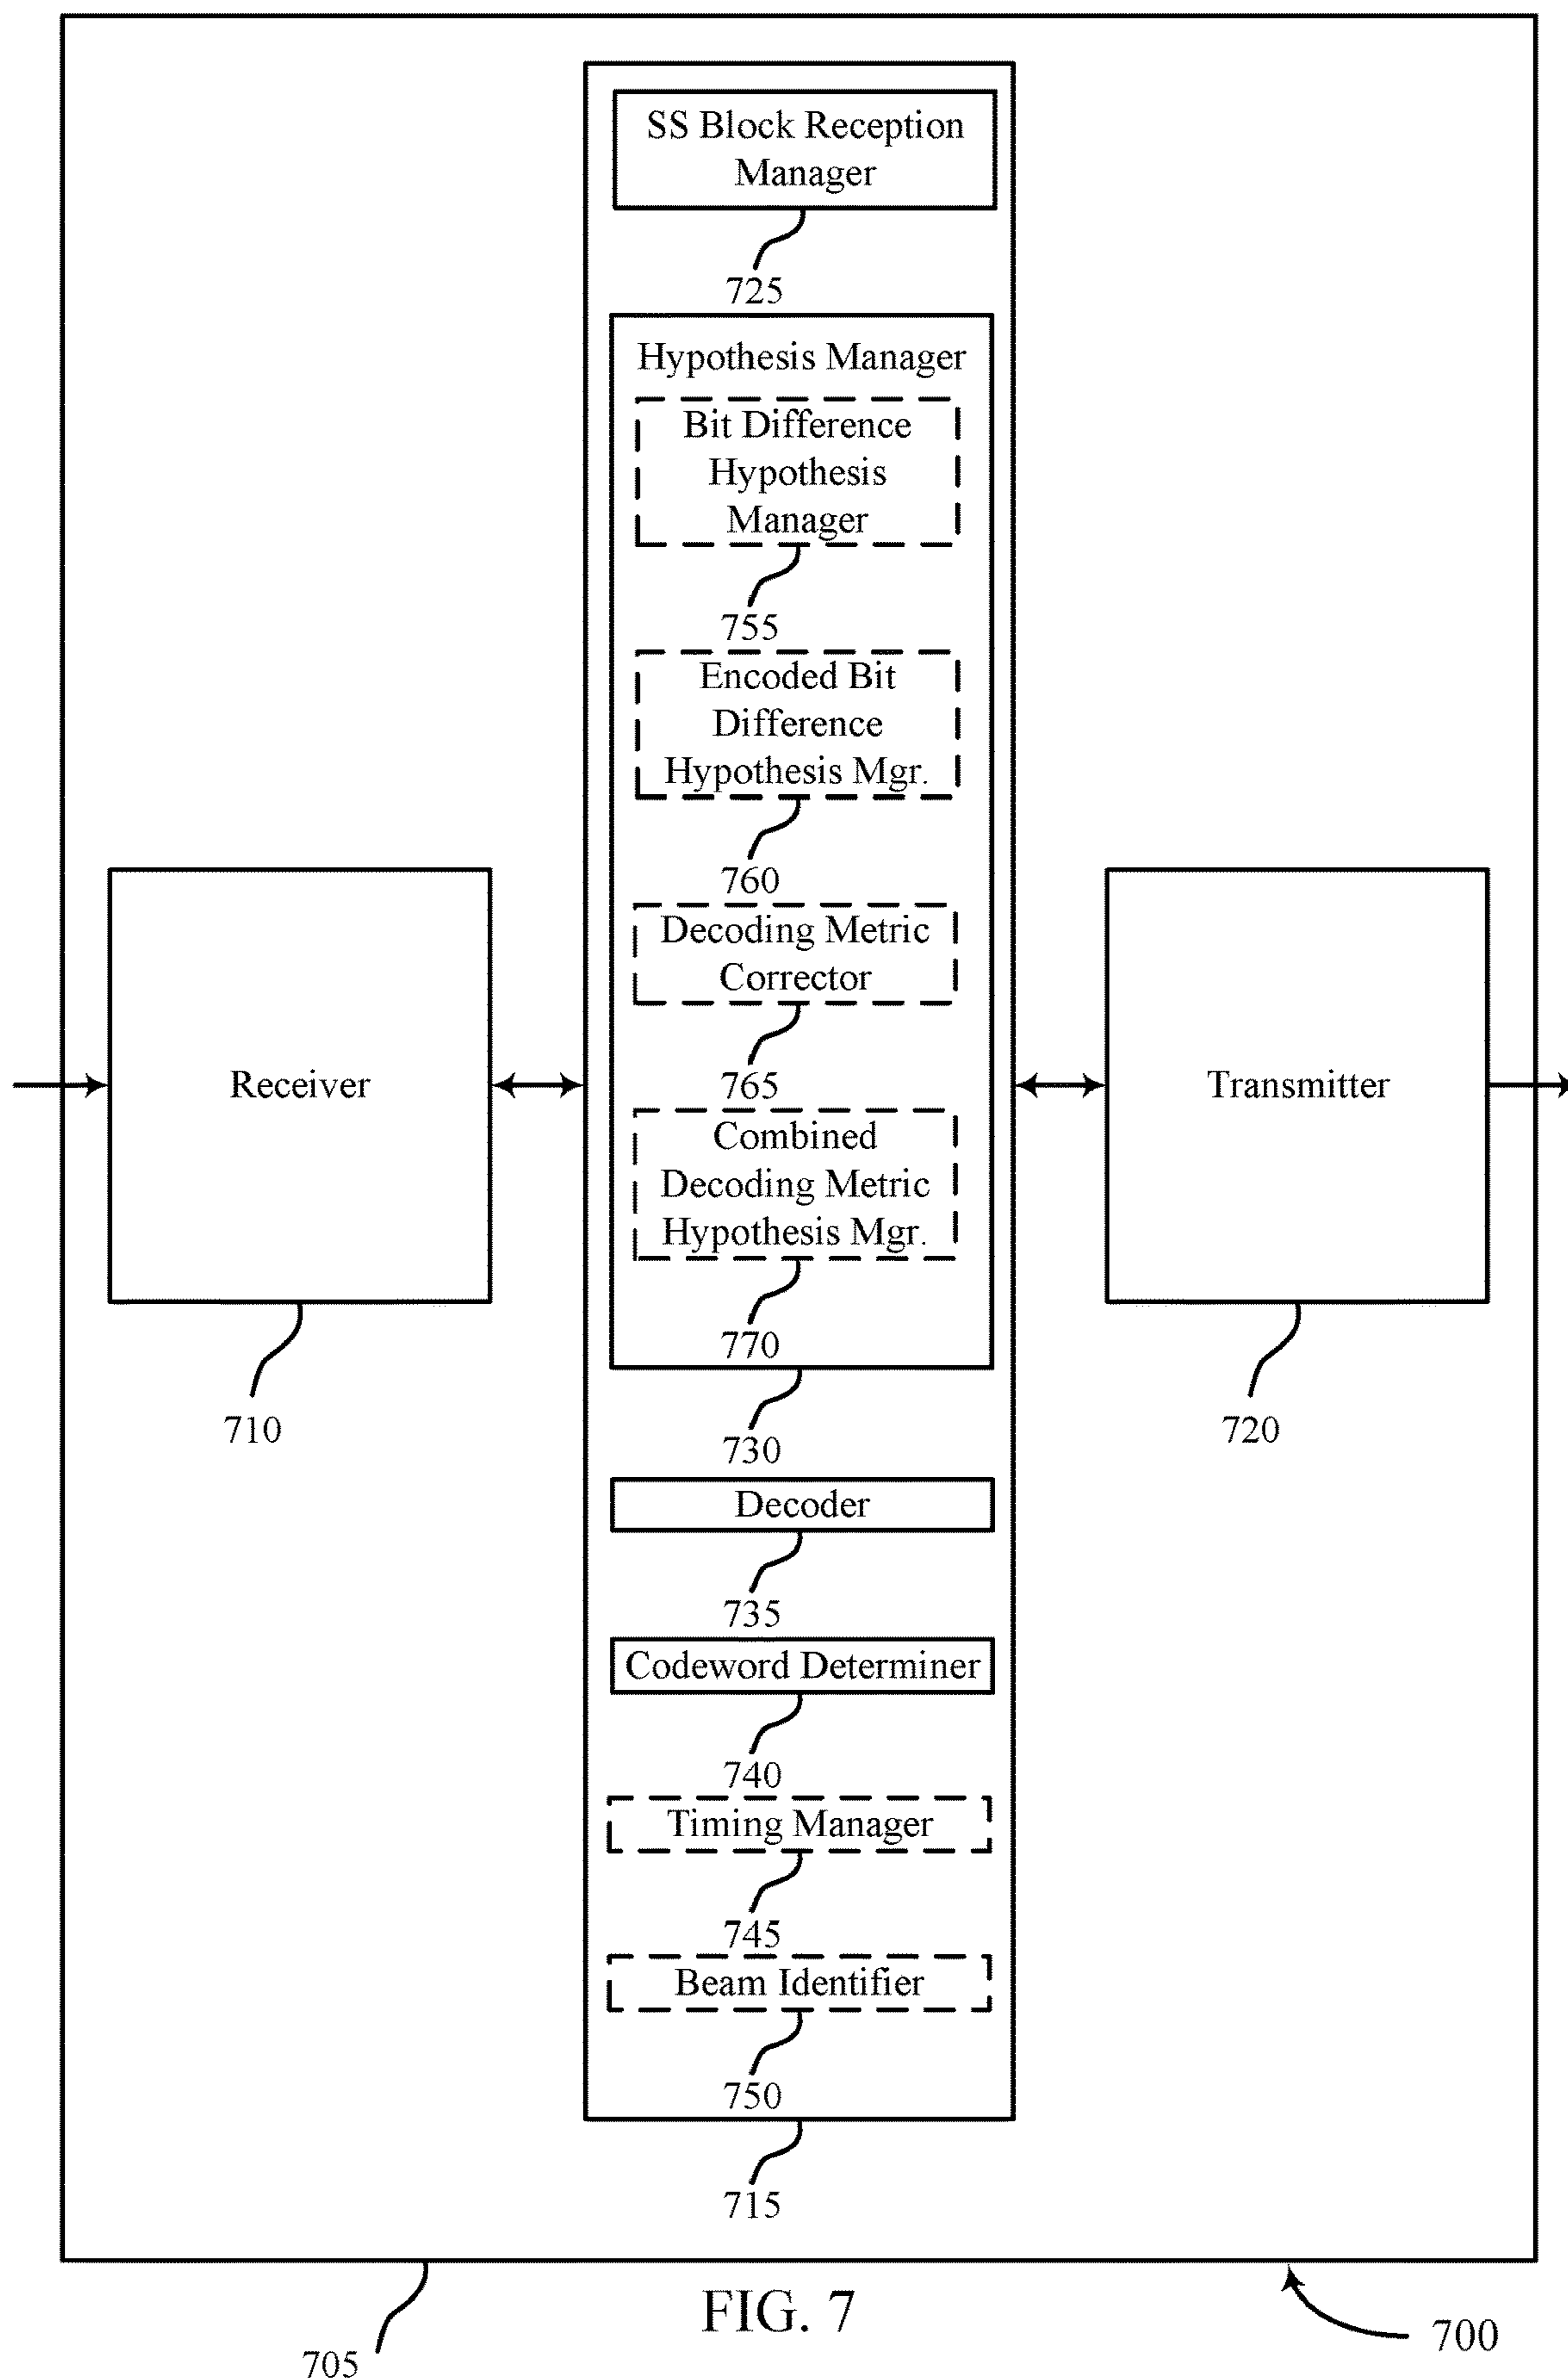 SS Block Reception
Manager
725
Hypothesis Manager
Bit Difference
Hypothesis
Manager
755
Encoded Bit
Difference
Hypothesis Mgr.
760
Decoding Metric
Corrector
765
Combined
Decoding Metric
Hypothesis Mgr.
770
730
Receiver
710
Transmitter
720
Decoder
735
Codeword Determiner
740
Timing Manager
745
Beam Identifier
750
715
705
FIG. 7
700